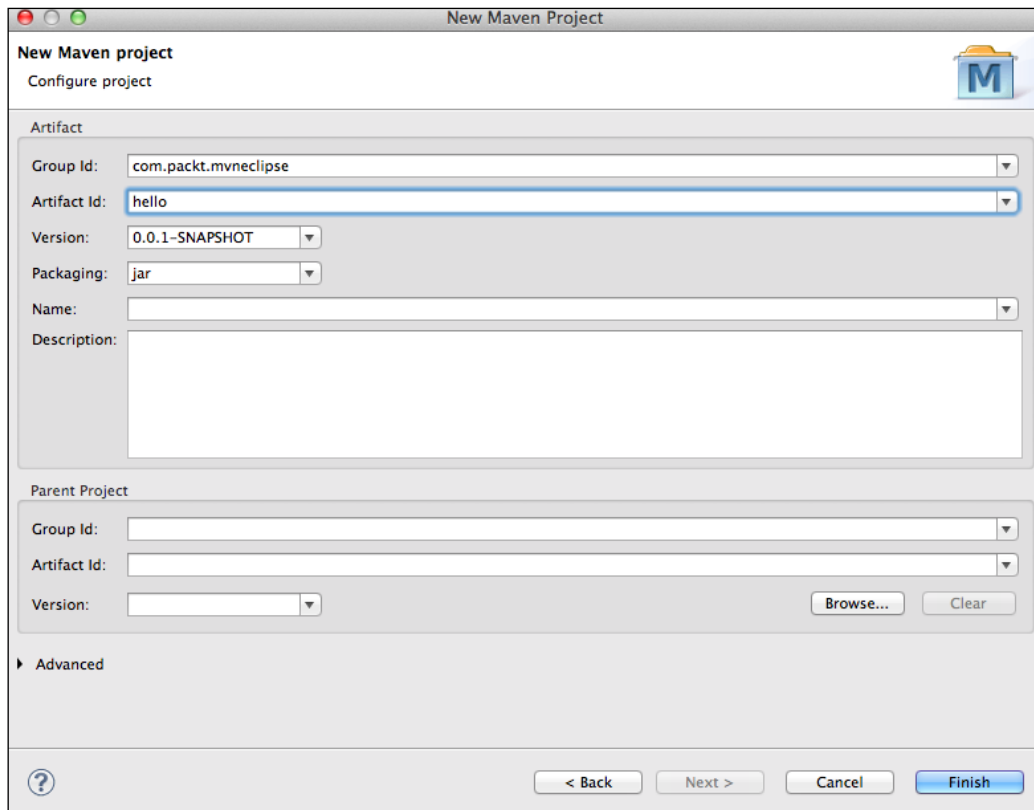 New Maven Project
New Maven project
Configure project
M
Artifact
Group Id: com.packt.mvneclipse
Artifact Id: hello
Version: 0.0.1-SNAPSHOT
Packaging: jar
Name:
Description:
Parent Project
Group Id:
Artifact Id:
Version: Browse... Clear
Advanced
? < Back Next > Cancel Finish